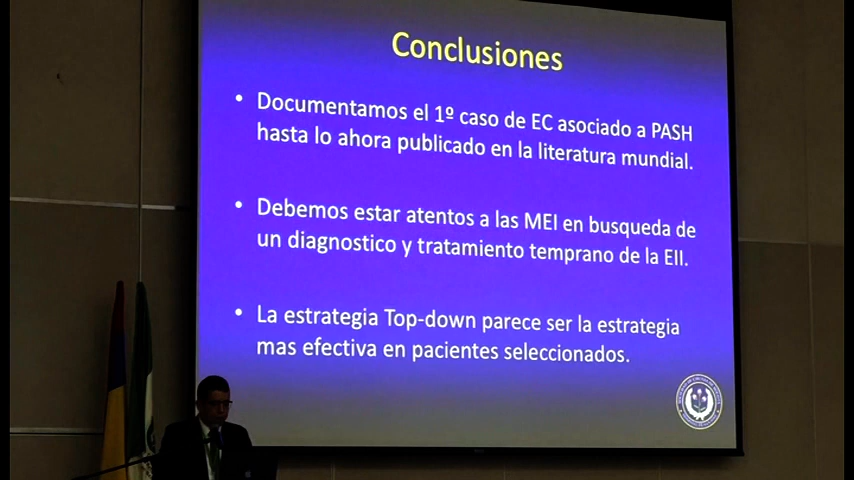 Conclusiones
• Documentamos el 1º caso de EC asociado a PASH
hasta lo ahora publicado en la literatura mundial.
• Debemos estar atentos a las MEI en busqueda de
un diagnostico y tratamiento temprano de la EII.
• La estrategia Top-down parece ser la estrategia
mas efectiva en pacientes seleccionados.